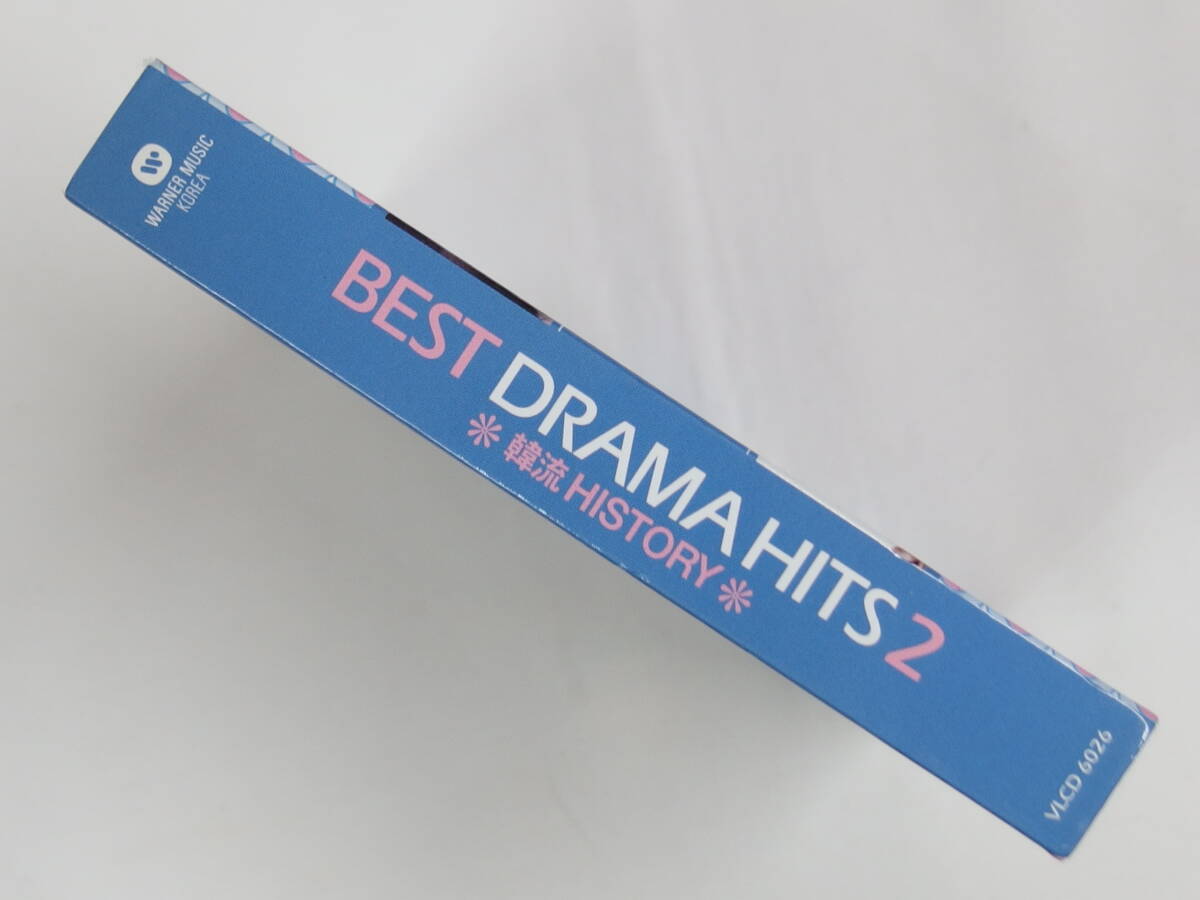 WARNER MUSIC
KOREA
BEST DRAMA HITS 2
* 韓流 HISTORY *
VLCD 6026